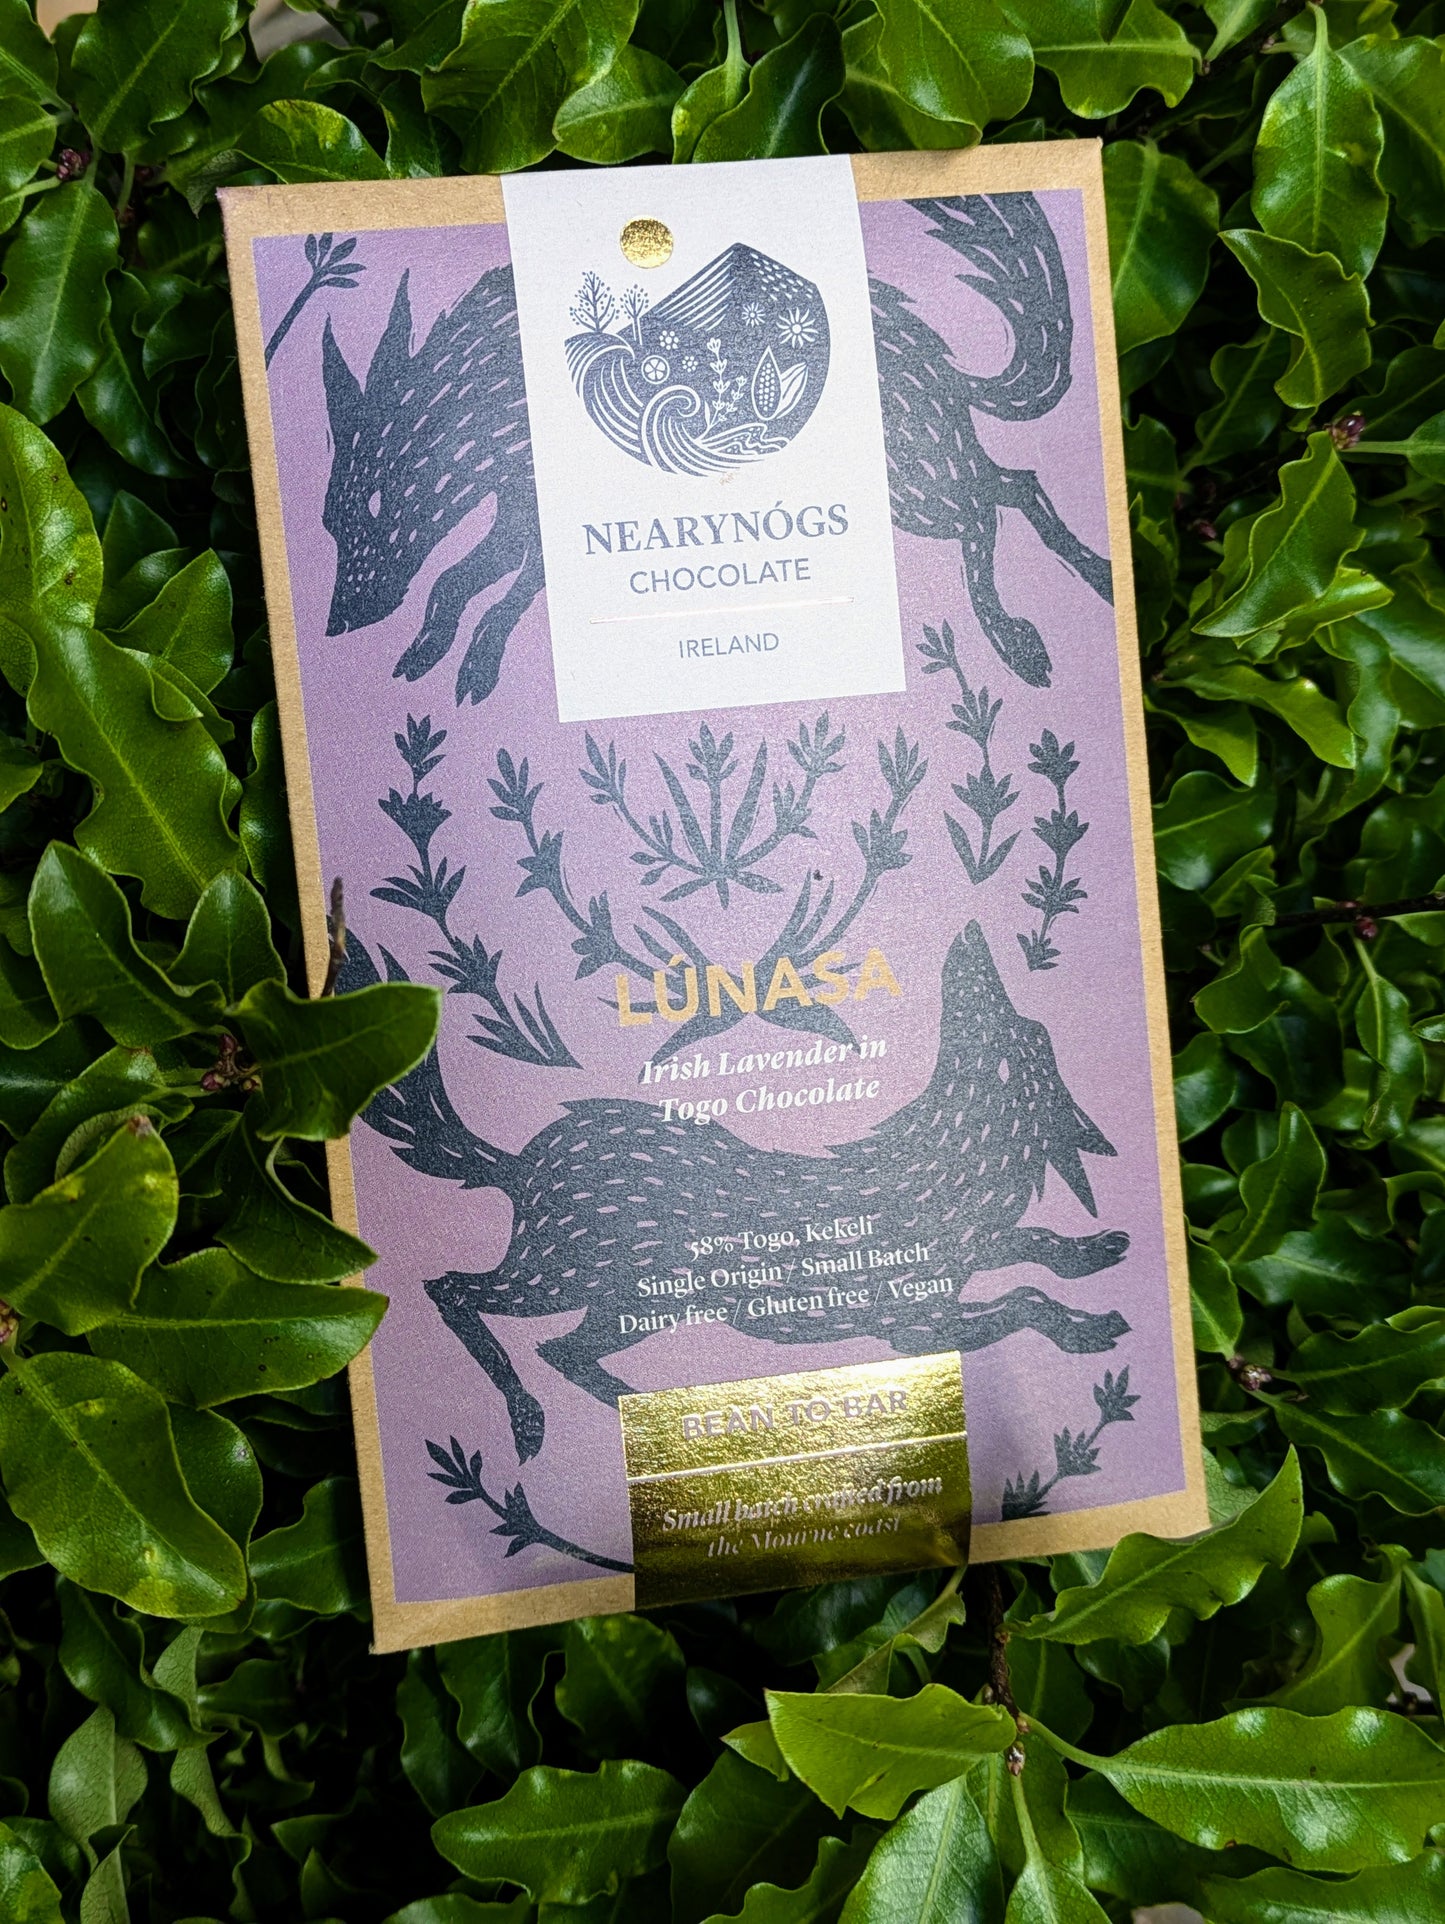 NEARYNÓGS
CHOCOLATE
IRELAND
LÚNASA
Irish Lavender in
Togo Chocolate
58% Togo, Kekeli
Single Origin / Small Batch
Dairy free / Gluten free / Vegan
BEAN TO BAR
Small batch crafted from
the Mourne coast